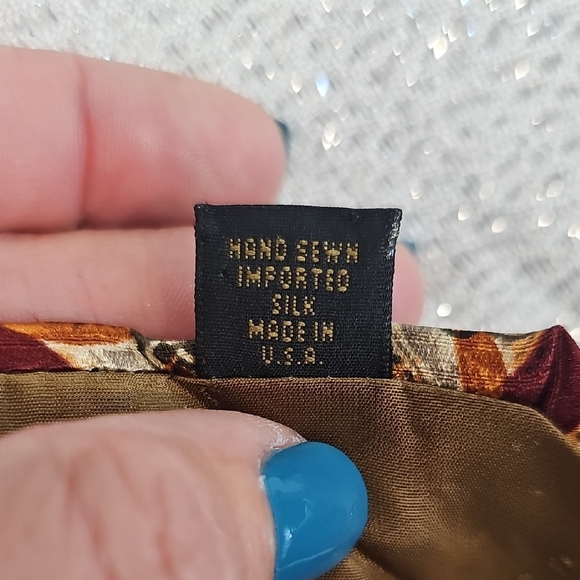 HAND SEWN
IMPORTED
SILK
MADE IN
U.S.A.